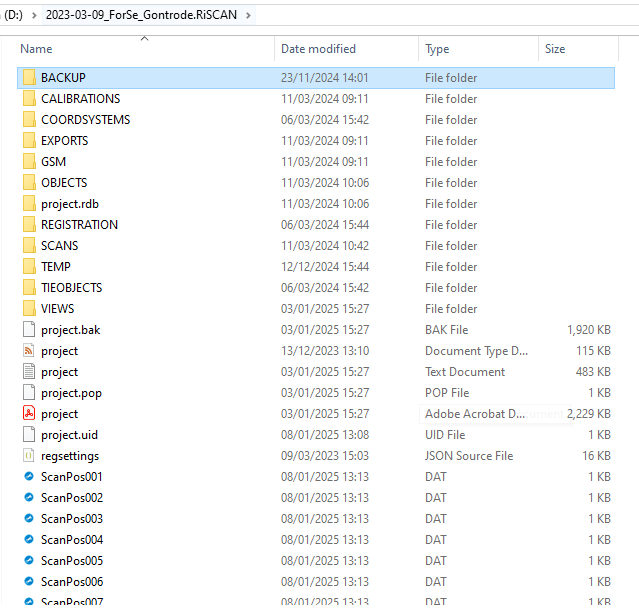 (D:) > 2023-03-09_ForSe_Gontrode.RiSCAN >
Name Date modified Type Size
BACKUP 23/11/2024 14:01 File folder
CALIBRATIONS 11/03/2024 09:11 File folder
COORDSYSTEMS 06/03/2024 15:42 File folder
EXPORTS 11/03/2024 09:11 File folder
GSM 11/03/2024 09:11 File folder
OBJECTS 11/03/2024 10:06 File folder
project.rdb 11/03/2024 10:06 File folder
REGISTRATION 06/03/2024 15:44 File folder
SCANS 11/03/2024 10:42 File folder
TEMP 12/12/2024 15:44 File folder
TIEOBJECTS 06/03/2024 15:42 File folder
VIEWS 03/01/2025 15:27 File folder
project.bak 03/01/2025 15:27 BAK File 1,920 KB
project 13/12/2023 13:10 Document Type D... 115 KB
project 03/01/2025 15:27 Text Document 483 KB
project.pop 03/01/2025 15:27 POP File 1 KB
project 03/01/2025 15:27 Adobe Acrobat D... 2,229 KB
project.uid 08/01/2025 13:08 UID File 1 KB
regsettings 09/03/2023 15:03 JSON Source File 16 KB
ScanPos001 08/01/2025 13:13 DAT 1 KB
ScanPos002 08/01/2025 13:13 DAT 1 KB
ScanPos003 08/01/2025 13:13 DAT 1 KB
ScanPos004 08/01/2025 13:13 DAT 1 KB
ScanPos005 08/01/2025 13:13 DAT 1 KB
ScanPos006 08/01/2025 13:13 DAT 1 KB
ScanPos007 08/01/2025 13:13 DAT 1 KB